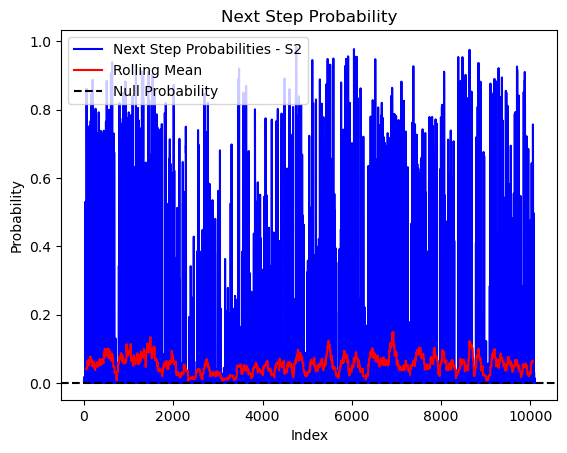 Next Step Probability
Next Step Probabilities - S2
Rolling Mean
Null Probability
Probability
1.0
0.8
0.6
0.4
0.2
0.0
0 2000 4000 6000 8000 10000
Index